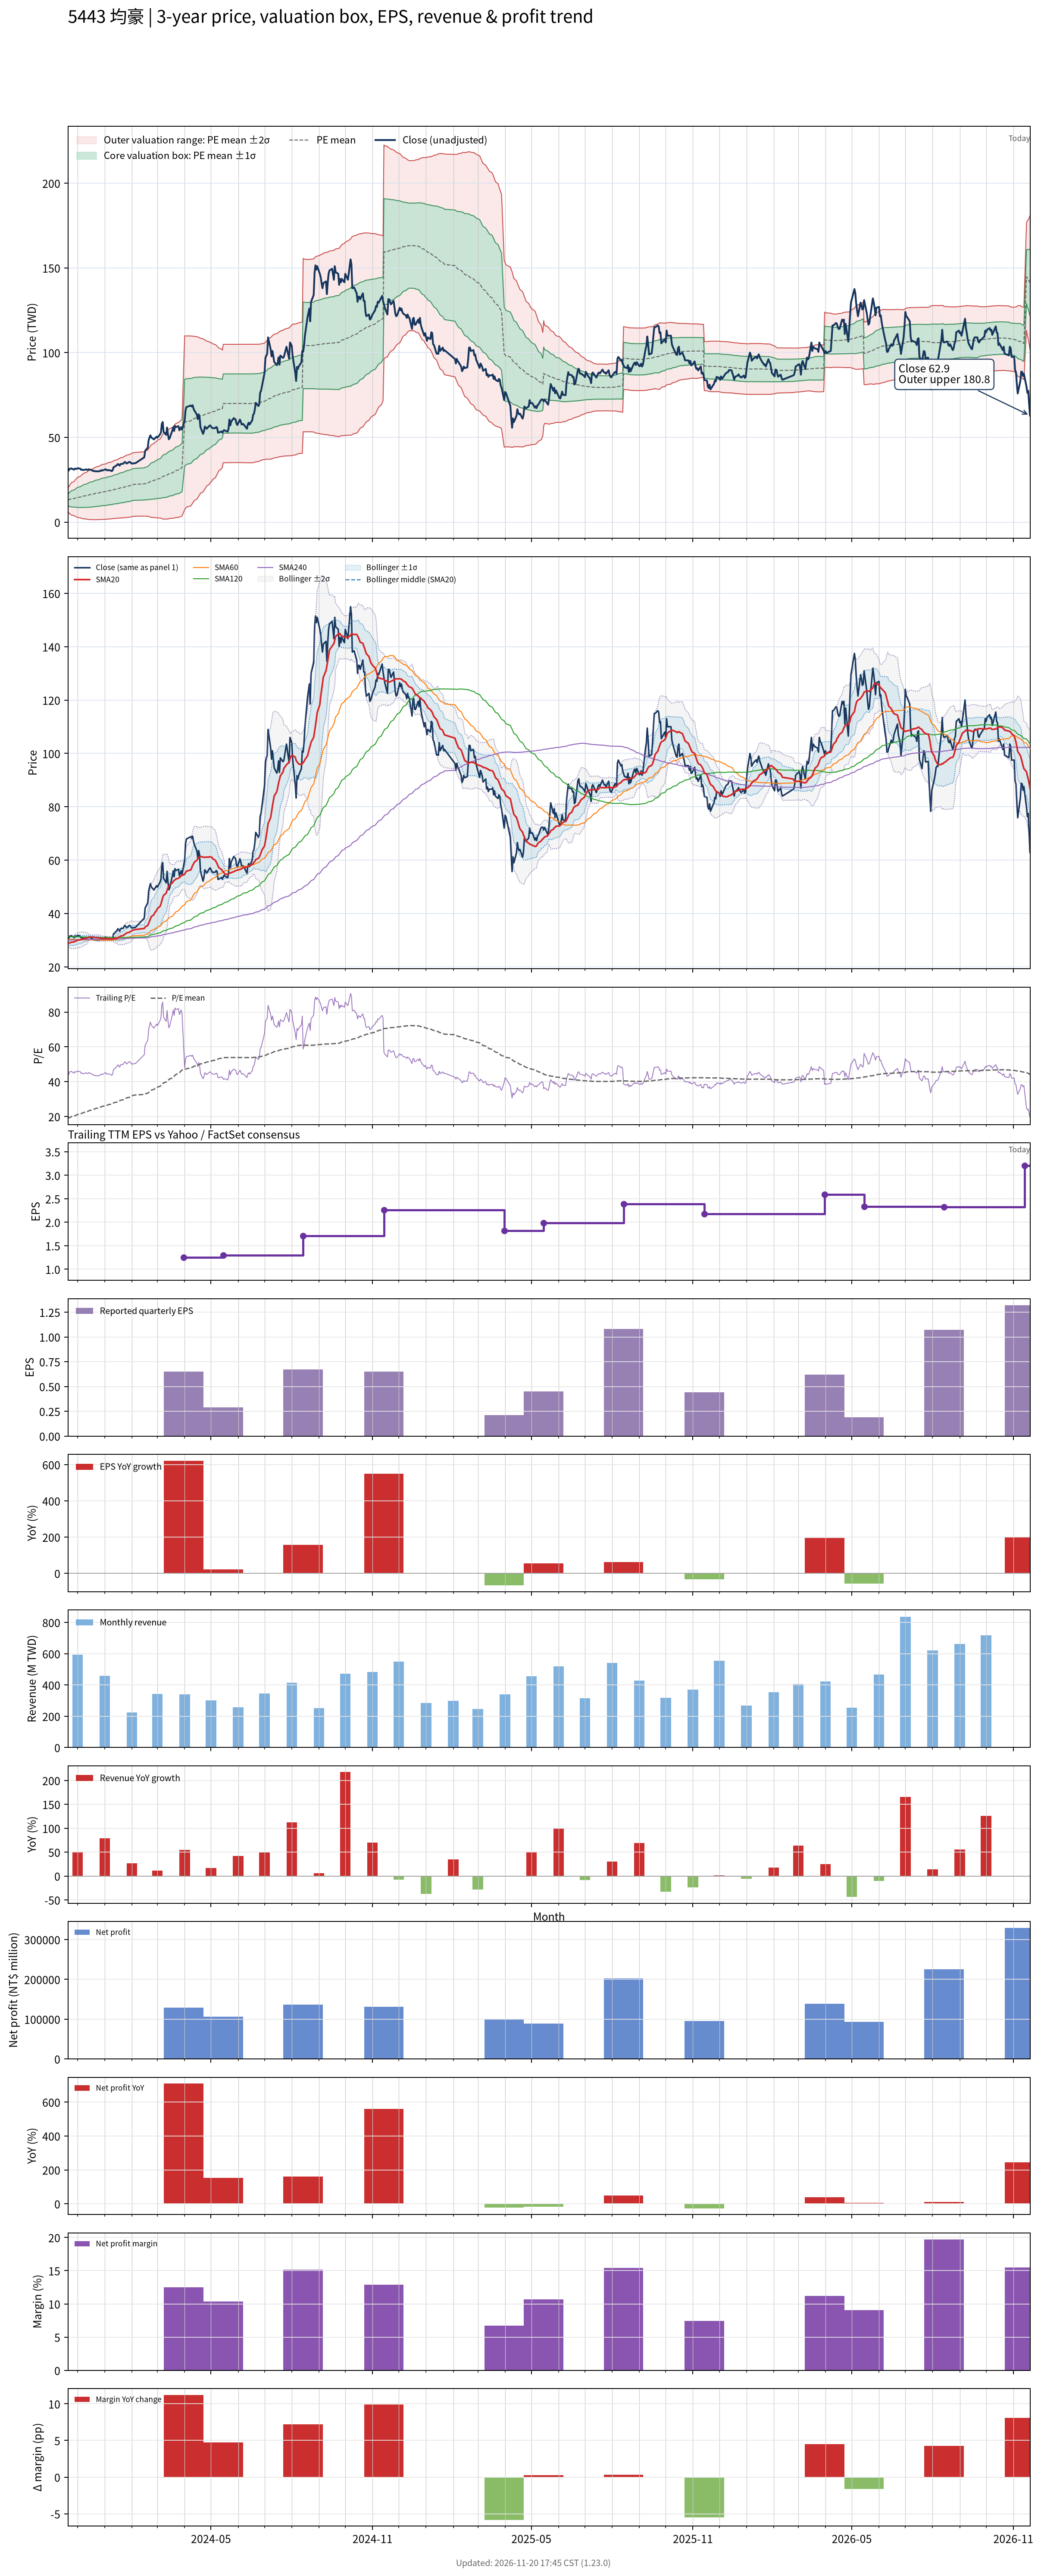 5443 均豪 | 3-year price, valuation box, EPS, revenue & profit trend
Outer valuation range: PE mean ±2σ
Core valuation box: PE mean ±1σ
PE mean
Close (unadjusted)
Today
200
150
100
50
0
Price (TWD)
Close 62.9
Outer upper 180.8
Close (same as panel 1)
SMA20
SMA60
SMA120
SMA240
Bollinger ±2σ
Bollinger ±1σ
Bollinger middle (SMA20)
160
140
120
100
80
60
40
20
Price
Trailing P/E
P/E mean
80
60
40
20
P/E
Trailing TTM EPS vs Yahoo / FactSet consensus
Today
3.5
3.0
2.5
2.0
1.5
1.0
EPS
Reported quarterly EPS
1.25
1.00
0.75
0.50
0.25
0.00
EPS
EPS YoY growth
600
400
200
0
YoY (%)
Monthly revenue
800
600
400
200
0
Revenue (M TWD)
Revenue YoY growth
200
150
100
50
0
-50
YoY (%)
Month
Net profit
300000
200000
100000
0
Net profit (NT$ million)
Net profit YoY
600
400
200
0
YoY (%)
Net profit margin
20
15
10
5
0
Margin (%)
Margin YoY change
10
5
0
-5
Δ margin (pp)
2024-05
2024-11
2025-05
2025-11
2026-05
2026-11
Updated: 2026-11-20 17:45 CST (1.23.0)